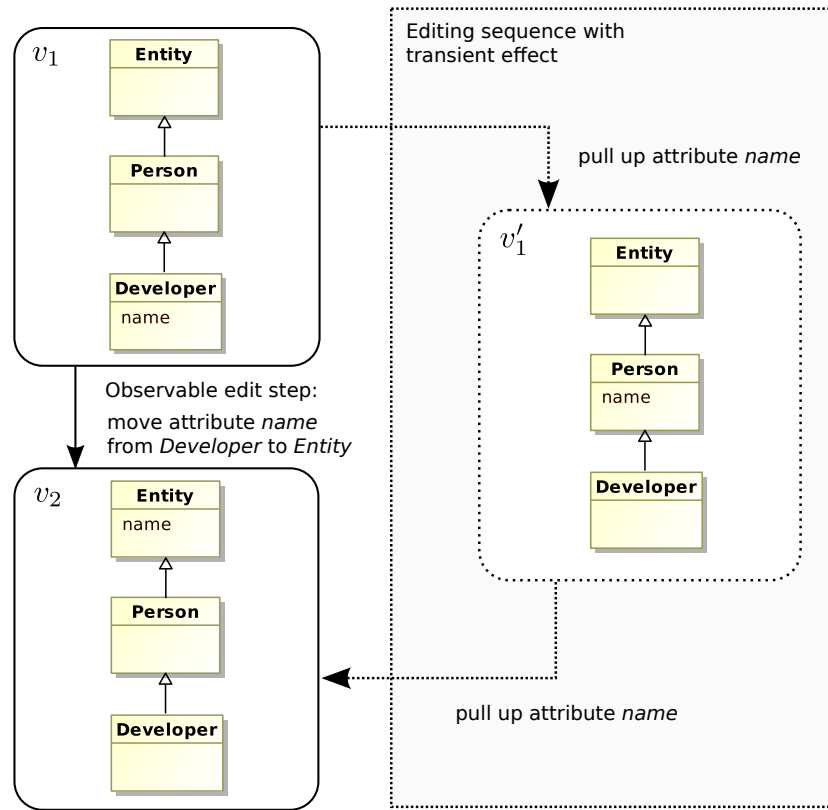 v₁
Entity
Person
Developer
name
Editing sequence with
transient effect
pull up attribute name
v₁′
Entity
Person
name
Developer
Observable edit step:
move attribute name
from Developer to Entity
v₂
Entity
name
Person
Developer
pull up attribute name